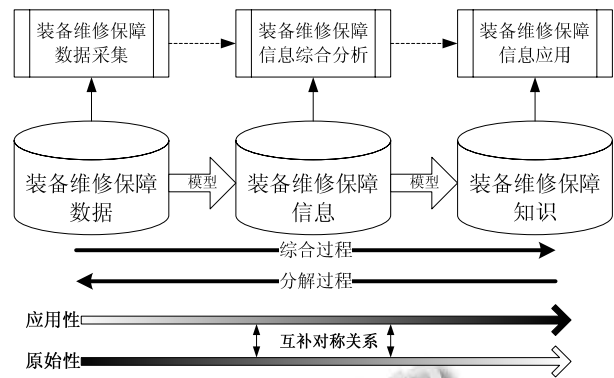 装备维修保障
数据采集
装备维修保障
信息综合分析
装备维修保障
信息应用
装备维修保障
数据
模型
装备维修保障
信息
模型
装备维修保障
知识
综合过程
分解过程
应用性
互补对称关系
原始性